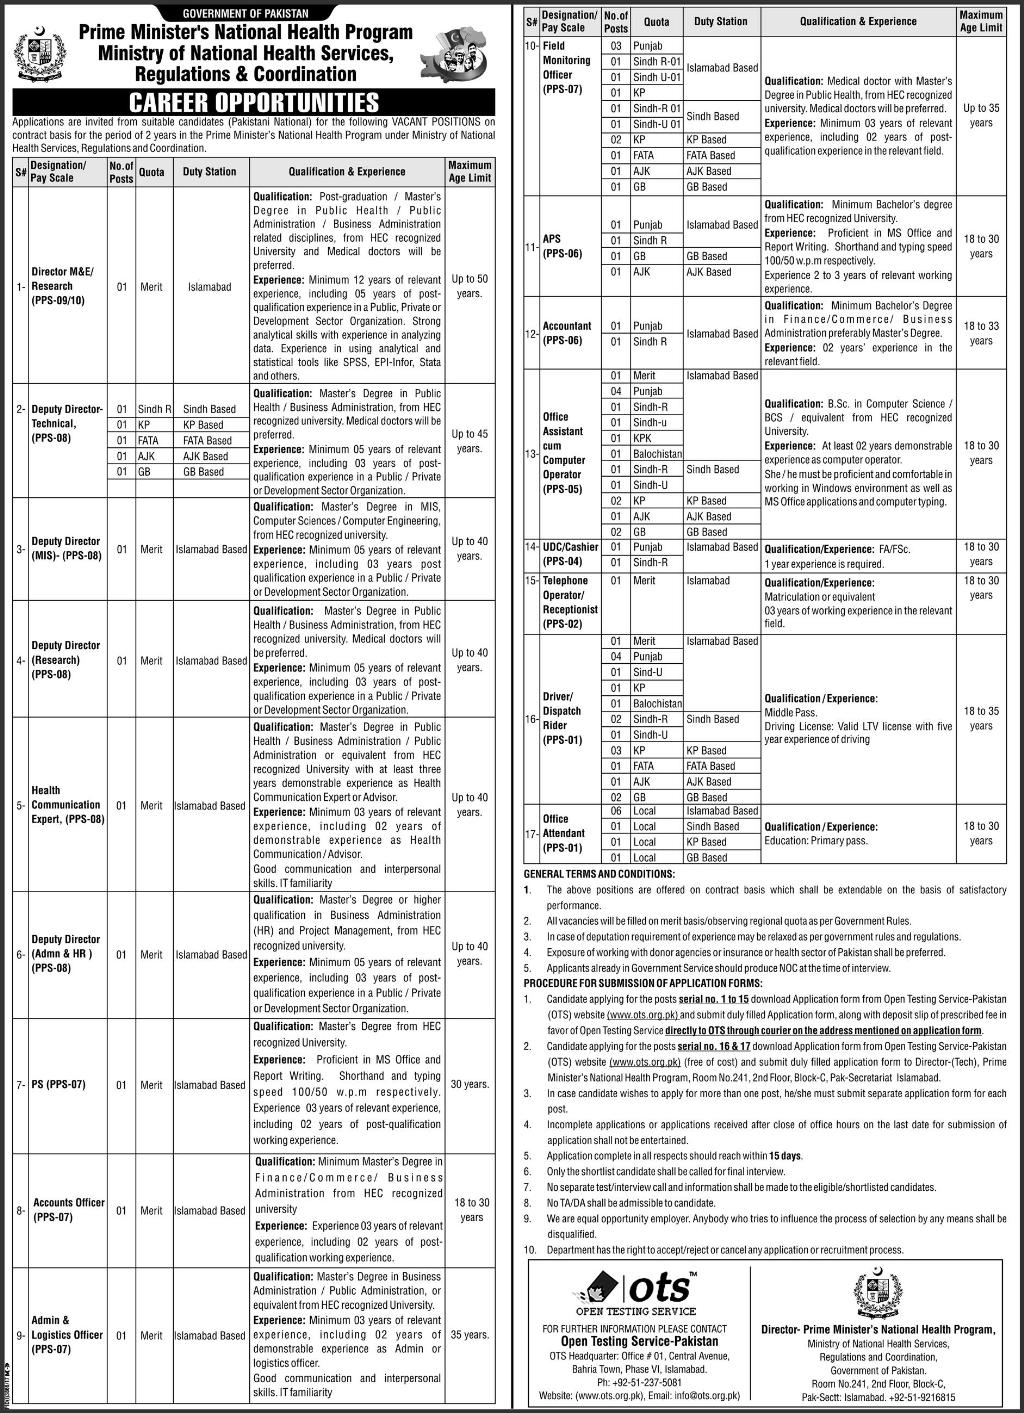 GOVERNMENT OF PAKISTAN
Prime Minister's National Health Program
Ministry of National Health Services,
Regulations & Coordination
CAREER OPPORTUNITIES
Applications are invited from suitable candidates (Pakistani National) for the following VACANT POSITIONS on
contract basis for the period of 2 years in the Prime Minister's National Health Program under Ministry of National
Health Services, Regulations and Coordination.
S# Designation/ Pay Scale No.of Posts Quota Duty Station Qualification & Experience Maximum Age Limit
1- Director M&E/ Research (PPS-09/10) 01 Merit Islamabad
Qualification: Post-graduation / Master's
Degree in Public Health / Public
Administration / Business Administration
related disciplines, from HEC recognized
University and Medical doctors will be
preferred.
Experience: Minimum 12 years of relevant
experience, including 05 years of post-
qualification experience in a Public, Private or
Development Sector Organization. Strong
analytical skills with experience in analyzing
data. Experience in using analytical and
statistical tools like SPSS, EPI-Infor, Stata
and others.
Up to 50 years.
2- Deputy Director- Technical, (PPS-08)
01 Sindh R Sindh Based
01 KP KP Based
01 FATA FATA Based
01 AJK AJK Based
01 GB GB Based
Qualification: Master's Degree in Public
Health / Business Administration, from HEC
recognized university. Medical doctors will be
preferred.
Experience: Minimum 05 years of relevant
experience, including 03 years of post-
qualification experience in a Public / Private
or Development Sector Organization.
Up to 45 years.
3- Deputy Director (MIS)- (PPS-08) 01 Merit Islamabad Based
Qualification: Master's Degree in MIS,
Computer Sciences / Computer Engineering,
from HEC recognized university.
Experience: Minimum 05 years of relevant
experience, including 03 years post
qualification experience in a Public / Private
or Development Sector Organization.
Up to 40 years.
4- Deputy Director (Research) (PPS-08) 01 Merit Islamabad Based
Qualification: Master's Degree in Public
Health / Business Administration, from HEC
recognized university. Medical doctors will
be preferred.
Experience: Minimum 05 years of relevant
experience, including 03 years of post-
qualification experience in a Public / Private
or Development Sector Organization.
Up to 40 years.
5- Health Communication Expert, (PPS-08) 01 Merit Islamabad Based
Qualification: Master's Degree in Public
Health / Business Administration / Public
Administration or equivalent from HEC
recognized University with at least three
years demonstrable experience as Health
Communication Expert or Advisor.
Experience: Minimum 03 years of relevant
experience, including 02 years of
demonstrable experience as Health
Communication / Advisor.
Good communication and interpersonal
skills. IT familiarity
Up to 40 years.
6- Deputy Director (Admn & HR ) (PPS-08) 01 Merit Islamabad Based
Qualification: Master's Degree or higher
qualification in Business Administration
(HR) and Project Management, from HEC
recognized university.
Experience: Minimum 05 years of relevant
experience, including 03 years of post-
qualification experience in a Public / Private
or Development Sector Organization.
Up to 40 years.
7- PS (PPS-07) 01 Merit Islamabad Based
Qualification: Master's Degree from HEC
recognized University.
Experience: Proficient in MS Office and
Report Writing. Shorthand and typing
speed 100/50 w.p.m respectively.
Experience 03 years of relevant experience,
including 02 years of post-qualification
working experience.
30 years.
8- Accounts Officer (PPS-07) 01 Merit Islamabad Based
Qualification: Minimum Master's Degree in
Finance/Commerce/ Business
Administration from HEC recognized
university
Experience: Experience 03 years of relevant
experience, including 02 years of post-
qualification working experience.
18 to 30 years
9- Admin & Logistics Officer (PPS-07) 01 Merit Islamabad Based
Qualification: Master's Degree in Business
Administration / Public Administration, or
equivalent from HEC recognized University.
Experience: Minimum 03 years of relevant
experience, including 02 years of
demonstrable experience as Admin or
logistics officer.
Good communication and interpersonal
skills. IT familiarity
35 years.
S# Designation/ Pay Scale No.of Posts Quota Duty Station Qualification & Experience Maximum Age Limit
10- Field Monitoring Officer (PPS-07)
03 Punjab Islamabad Based
01 Sindh R-01
01 Sindh U-01
01 KP
01 Sindh-R 01 Sindh Based
01 Sindh-U 01
02 KP KP Based
01 FATA FATA Based
01 AJK AJK Based
01 GB GB Based
Qualification: Medical doctor with Master's
Degree in Public Health, from HEC recognized
university. Medical doctors will be preferred.
Experience: Minimum 03 years of relevant
experience, including 02 years of post-
qualification experience in the relevant field.
Up to 35 years
11- APS (PPS-06)
01 Punjab Islamabad Based
01 Sindh R
01 GB GB Based
01 AJK AJK Based
Qualification: Minimum Bachelor's degree
from HEC recognized University.
Experience: Proficient in MS Office and
Report Writing. Shorthand and typing speed
100/50 w.p.m respectively.
Experience 2 to 3 years of relevant working
experience.
18 to 30 years
12- Accountant (PPS-06)
01 Punjab Islamabad Based
01 Sindh R
Qualification: Minimum Bachelor's Degree
in Finance/Commerce/ Business
Administration preferably Master's Degree.
Experience: 02 years' experience in the
relevant field.
18 to 33 years
13- Office Assistant cum Computer Operator (PPS-05)
01 Merit Islamabad Based
04 Punjab
01 Sindh-R
01 Sindh-u
01 KPK
01 Balochistan
01 Sindh-R Sindh Based
01 Sindh-U
02 KP KP Based
01 AJK AJK Based
02 GB GB Based
Qualification: B.Sc. in Computer Science /
BCS / equivalent from HEC recognized
University.
Experience: At least 02 years demonstrable
experience as computer operator.
She / he must be proficient and comfortable in
working in Windows environment as well as
MS Office applications and computer typing.
18 to 30 years
14- UDC/Cashier (PPS-04)
01 Punjab Islamabad Based
01 Sindh-R
Qualification/Experience: FA/FSc.
1 year experience is required.
18 to 30 years
15- Telephone Operator/ Receptionist (PPS-02) 01 Merit Islamabad
Qualification/Experience:
Matriculation or equivalent
03 years of working experience in the relevant
field.
18 to 30 years
16- Driver/ Dispatch Rider (PPS-01)
01 Merit Islamabad Based
04 Punjab
01 Sind-U
01 KP
01 Balochistan
02 Sindh-R Sindh Based
01 Sindh-U
03 KP KP Based
01 FATA FATA Based
01 AJK AJK Based
02 GB GB Based
Qualification / Experience:
Middle Pass.
Driving License: Valid LTV license with five
year experience of driving
18 to 35 years
17- Office Attendant (PPS-01)
06 Local Islamabad Based
01 Local Sindh Based
01 Local KP Based
01 Local GB Based
Qualification / Experience:
Education: Primary pass.
18 to 30 years
GENERAL TERMS AND CONDITIONS:
1. The above positions are offered on contract basis which shall be extendable on the basis of satisfactory
performance.
2. All vacancies will be filled on merit basis/observing regional quota as per Government Rules.
3. In case of deputation requirement of experience may be relaxed as per government rules and regulations.
4. Exposure of working with donor agencies or insurance or health sector of Pakistan shall be preferred.
5. Applicants already in Government Service should produce NOC at the time of interview.
PROCEDURE FOR SUBMISSION OF APPLICATION FORMS:
1. Candidate applying for the posts serial no. 1 to 15 download Application form from Open Testing Service-Pakistan
(OTS) website (www.ots.org.pk) and submit duly filled Application form, along with deposit slip of prescribed fee in
favor of Open Testing Service directly to OTS through courier on the address mentioned on application form.
2. Candidate applying for the posts serial no. 16 & 17 download Application form from Open Testing Service-Pakistan
(OTS) website (www.ots.org.pk) (free of cost) and submit duly filled application form to Director-(Tech), Prime
Minister's National Health Program, Room No.241, 2nd Floor, Block-C, Pak-Secretariat Islamabad.
3. In case candidate wishes to apply for more than one post, he/she must submit separate application form for each
post.
4. Incomplete applications or applications received after close of office hours on the last date for submission of
application shall not be entertained.
5. Application complete in all respects should reach within 15 days.
6. Only the shortlist candidate shall be called for final interview.
7. No separate test/interview call and information shall be made to the eligible/shortlisted candidates.
8. No TA/DA shall be admissible to candidate.
9. We are equal opportunity employer. Anybody who tries to influence the process of selection by any means shall be
disqualified.
10. Department has the right to accept/reject or cancel any application or recruitment process.
ots TM
OPEN TESTING SERVICE
FOR FURTHER INFORMATION PLEASE CONTACT
Open Testing Service-Pakistan
OTS Headquarter: Office # 01, Central Avenue,
Bahria Town, Phase VI, Islamabad.
Ph: +92-51-237-5081
Website: (www.ots.org.pk), Email: info@ots.org.pk)
Director- Prime Minister's National Health Program,
Ministry of National Health Services,
Regulations and Coordination,
Government of Pakistan.
Room No.241, 2nd Floor, Block-C,
Pak-Sectt: Islamabad. +92-51-9216815